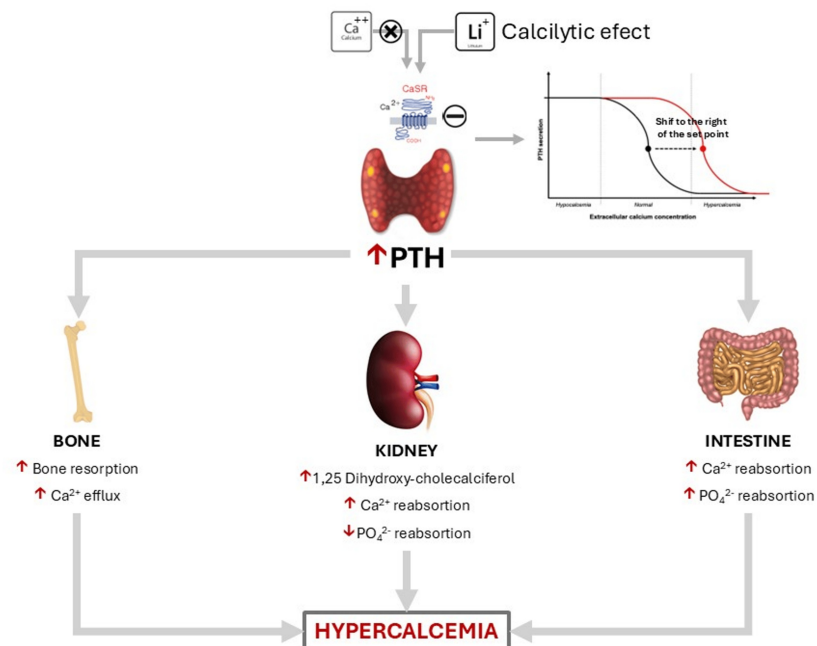 Ca++
Calcium
Li+
Lithium
Calcilytic efect
CaSR
Ca2+
NH2
COOH
PTH secretion
Shif to the right
of the set point
Hypocalcemia
Normal
Hypercalcemia
Extracellular calcium concentration
↑PTH
BONE
↑ Bone resorption
↑ Ca2+ efflux
KIDNEY
↑1,25 Dihydroxy-cholecalciferol
↑ Ca2+ reabsortion
↓PO42- reabsortion
INTESTINE
↑ Ca2+ reabsortion
↑ PO42- reabsortion
HYPERCALCEMIA